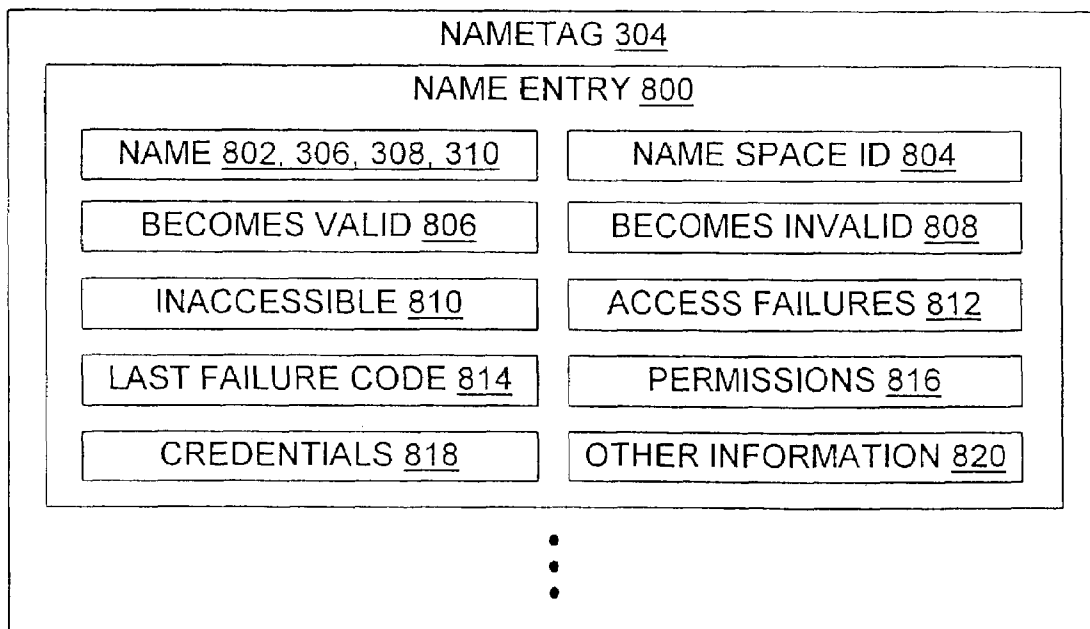 NAMETAG 304
NAME ENTRY 800
NAME 802, 306, 308, 310
NAME SPACE ID 804
BECOMES VALID 806
BECOMES INVALID 808
INACCESSIBLE 810
ACCESS FAILURES 812
LAST FAILURE CODE 814
PERMISSIONS 816
CREDENTIALS 818
OTHER INFORMATION 820